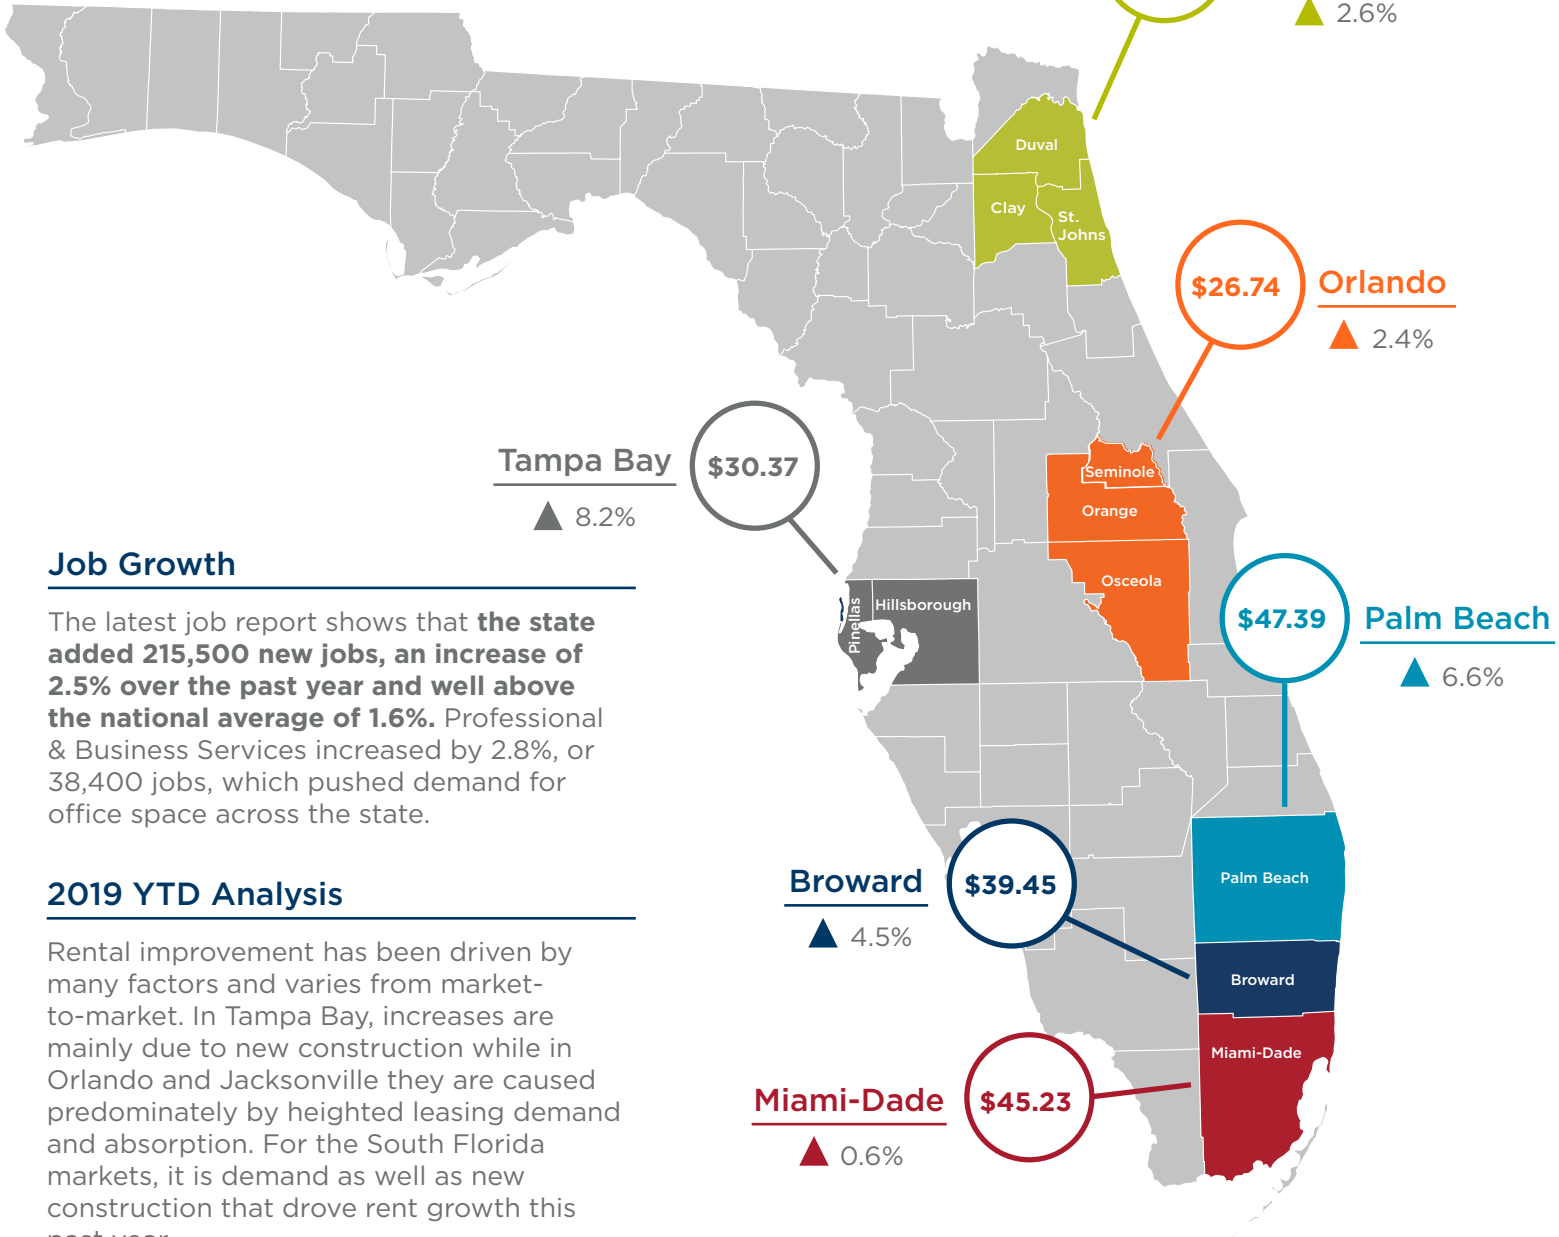 2.6%
Duval
Clay
St.
Johns
$26.74
Orlando
2.4%
Tampa Bay
$30.37
8.2%
Seminole
Orange
Osceola
Pinellas
Hillsborough
$47.39
Palm Beach
6.6%
Palm Beach
Broward
$39.45
4.5%
Broward
Miami-Dade
Miami-Dade
$45.23
0.6%
Job Growth
The latest job report shows that the state
added 215,500 new jobs, an increase of
2.5% over the past year and well above
the national average of 1.6%. Professional
& Business Services increased by 2.8%, or
38,400 jobs, which pushed demand for
office space across the state.
2019 YTD Analysis
Rental improvement has been driven by
many factors and varies from market-
to-market. In Tampa Bay, increases are
mainly due to new construction while in
Orlando and Jacksonville they are caused
predominately by heighted leasing demand
and absorption. For the South Florida
markets, it is demand as well as new
construction that drove rent growth this
past year